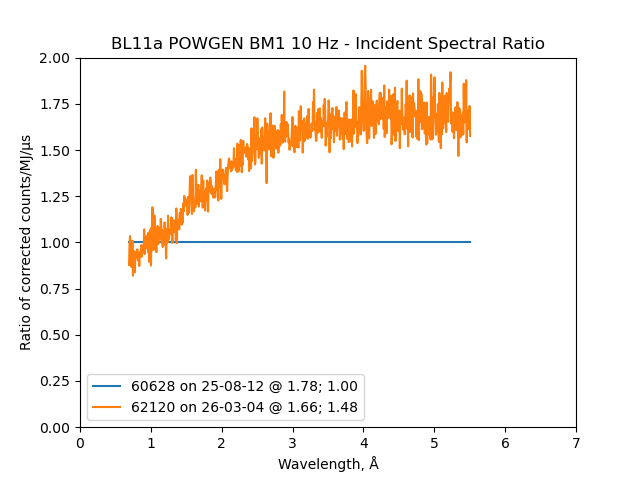 BL11a POWGEN BM1 10 Hz - Incident Spectral Ratio
2.00
1.75
1.50
1.25
1.00
0.75
0.50
0.25
0.00
Ratio of corrected counts/MJ/μs
60628 on 25-08-12 @ 1.78; 1.00
62120 on 26-03-04 @ 1.66; 1.48
0 1 2 3 4 5 6 7
Wavelength, Å